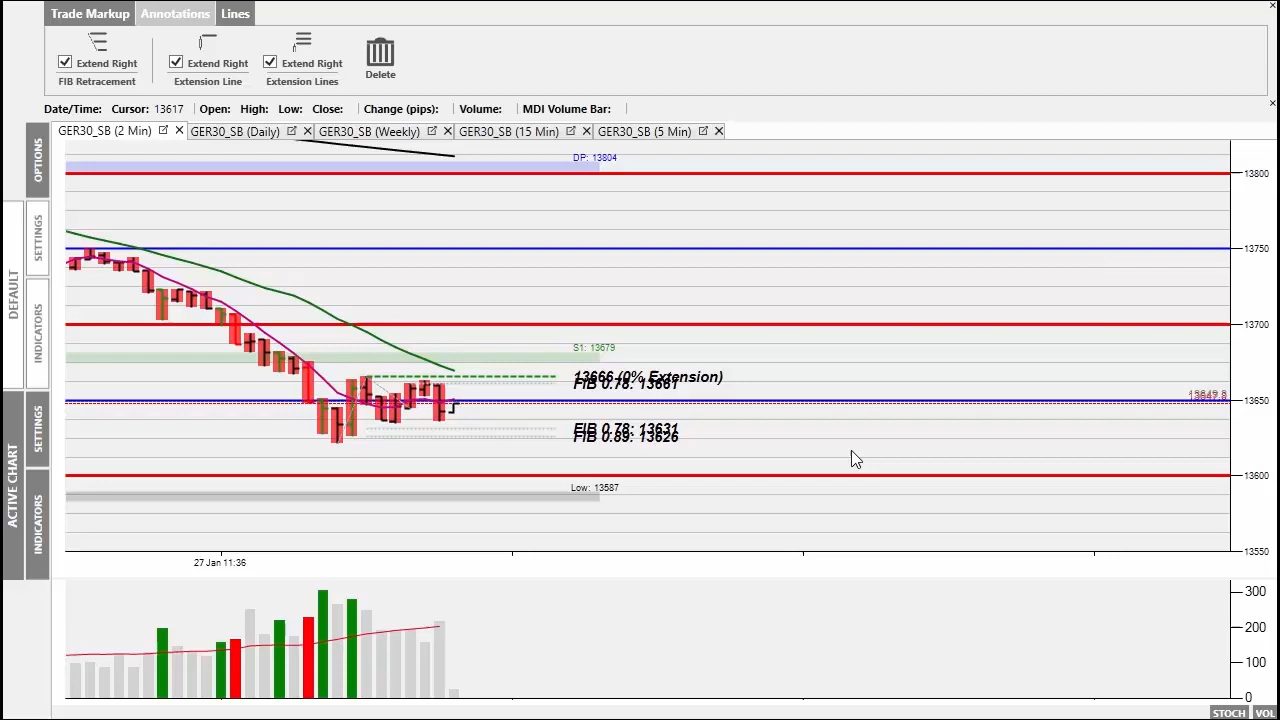 Trade Markup Annotations Lines
Extend Right Extend Right Extend Right
FIB Retracement Extension Line Extension Lines Delete
Date/Time: Cursor: 13617 Open: High: Low: Close: Change (pips): Volume: MDI Volume Bar:
GER30_SB (2 Min) GER30_SB (Daily) GER30_SB (Weekly) GER30_SB (15 Min) GER30_SB (5 Min)
OPTIONS
SETTINGS
INDICATORS
DEFAULT
SETTINGS
INDICATORS
ACTIVE CHART
DP: 13804
13800
13750
13700
S1: 13679
13666 (0% Extension)
FIB 0.78: 13661
13650
FIB 0.78: 13631
FIB 0.89: 13626
13600
Low: 13587
13550
27 Jan 11:36
300
200
100
0
STOCH VOL